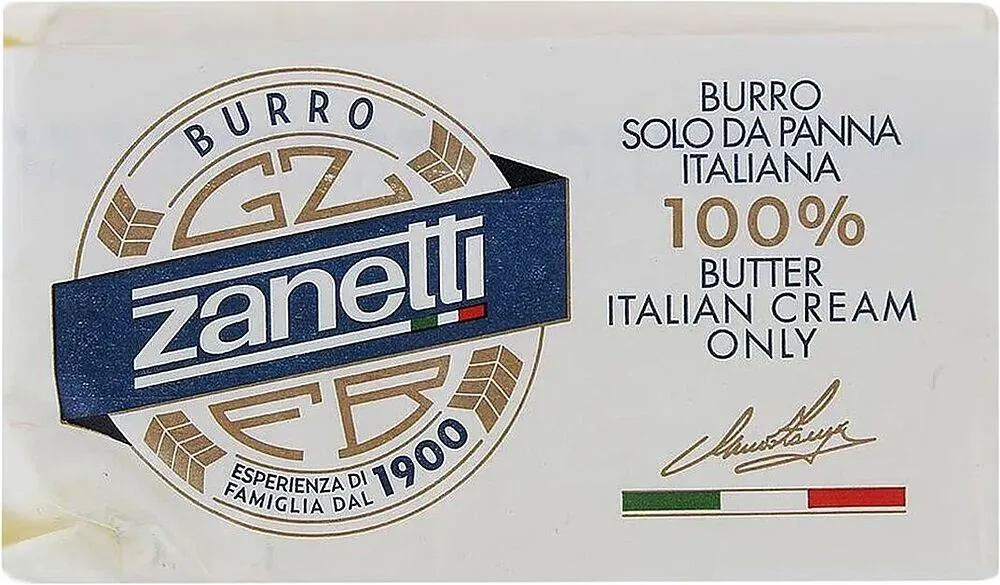 BURRO
GZ
zanetti
FB
ESPERIENZA DI
FAMIGLIA DAL 1900
BURRO
SOLO DA PANNA
ITALIANA
100%
BUTTER
ITALIAN CREAM
ONLY